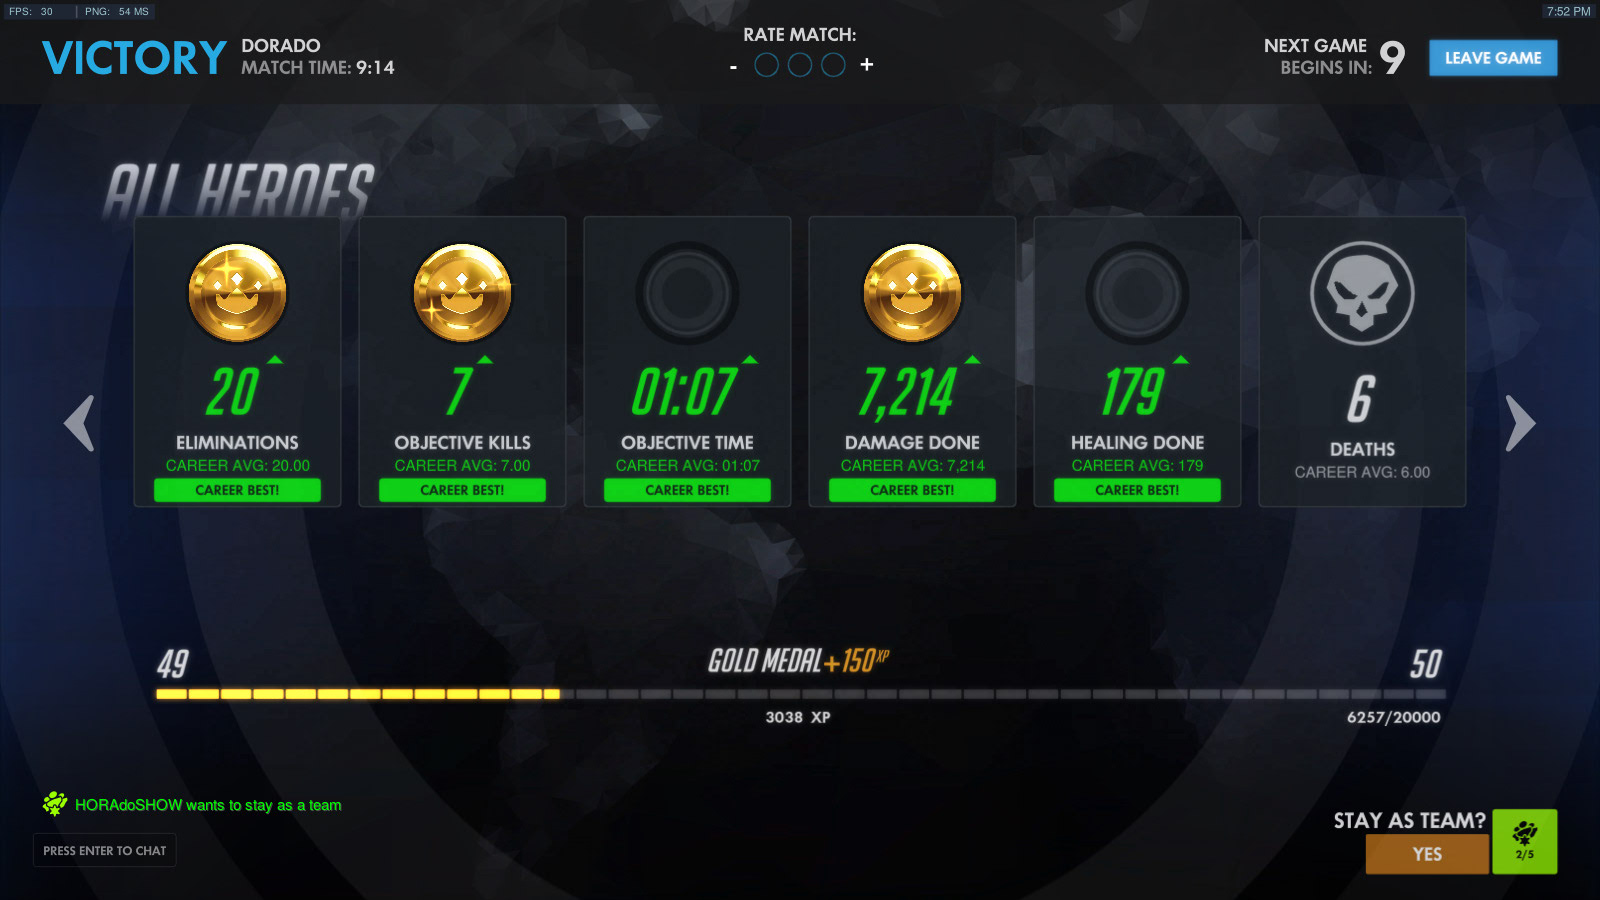 FPS: 30 | PNG: 54 MS
7:52 PM
VICTORY
DORADO
MATCH TIME: 9:14
RATE MATCH:
- +
NEXT GAME
BEGINS IN: 9
LEAVE GAME
ALL HEROES
20
ELIMINATIONS
CAREER AVG: 20.00
CAREER BEST!
7
OBJECTIVE KILLS
CAREER AVG: 7.00
CAREER BEST!
01:07
OBJECTIVE TIME
CAREER AVG: 01:07
CAREER BEST!
7,214
DAMAGE DONE
CAREER AVG: 7,214
CAREER BEST!
179
HEALING DONE
CAREER AVG: 179
CAREER BEST!
6
DEATHS
CAREER AVG: 6.00
49
GOLD MEDAL +150 XP
50
3038 XP
6257/20000
HORAdoSHOW wants to stay as a team
PRESS ENTER TO CHAT
STAY AS TEAM?
YES
2/5